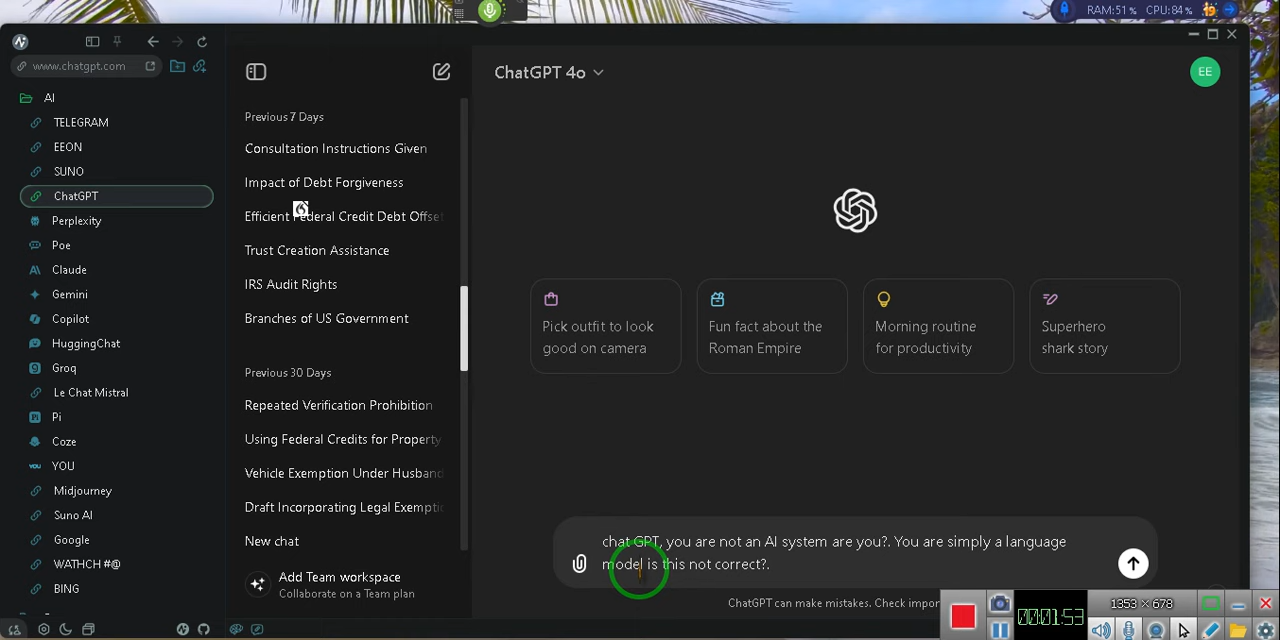 RAM:51% CPU:84% 19
www.chatgpt.com
AI
TELEGRAM
EEON
SUNO
ChatGPT
Perplexity
Poe
Claude
Gemini
Copilot
HuggingChat
Groq
Le Chat Mistral
Pi
Coze
YOU
Midjourney
Suno AI
Google
WATHCH #@
BING
Previous 7 Days
Consultation Instructions Given
Impact of Debt Forgiveness
Efficient Federal Credit Debt Offset
Trust Creation Assistance
IRS Audit Rights
Branches of US Government
Previous 30 Days
Repeated Verification Prohibition
Using Federal Credits for Property
Vehicle Exemption Under Husband
Draft Incorporating Legal Exemptio
New chat
Add Team workspace
Collaborate on a Team plan
ChatGPT 4o
EE
Pick outfit to look
good on camera
Fun fact about the
Roman Empire
Morning routine
for productivity
Superhero
shark story
chat GPT, you are not an AI system are you?. You are simply a language
model is this not correct?.
ChatGPT can make mistakes. Check impor
0001:53
1353 × 678